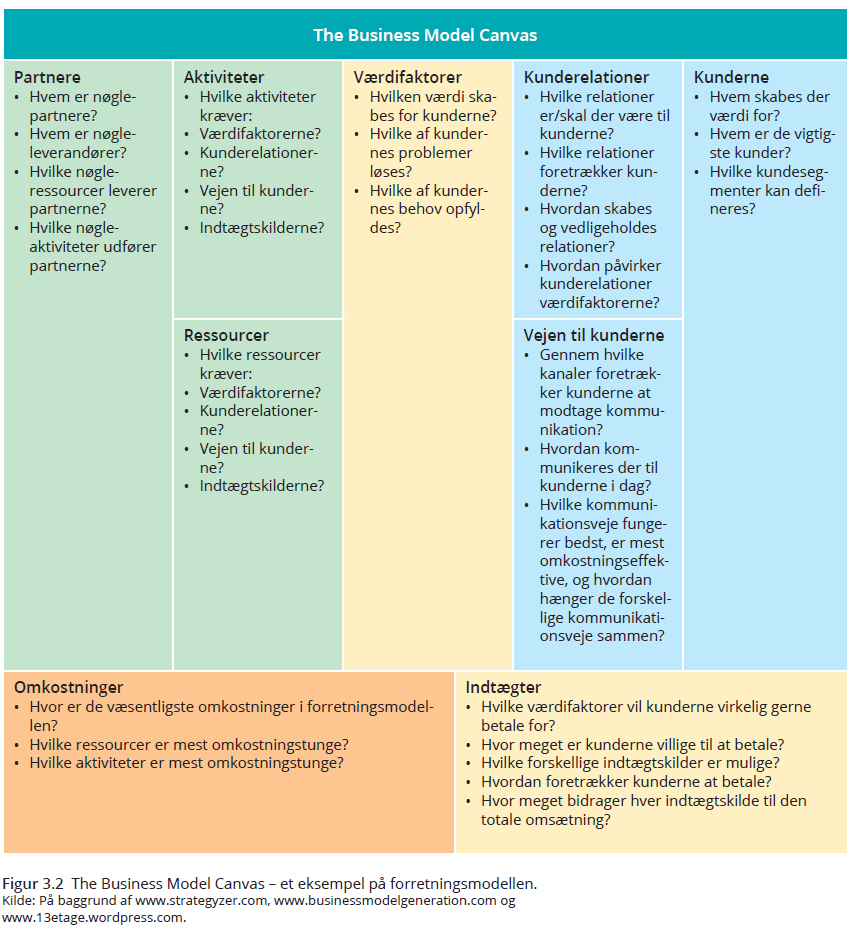 The Business Model Canvas
Partnere
• Hvem er nøgle-
partnere?
• Hvem er nøgle-
leverandører?
• Hvilke nøgle-
ressourcer leverer
partnerne?
• Hvilke nøgle-
aktiviteter udfører
partnerne?
Aktiviteter
• Hvilke aktiviteter
kræver:
• Værdifaktorerne?
• Kunderelationer-
ne?
• Vejen til kunder-
ne?
• Indtægtskilderne?
Ressourcer
• Hvilke ressourcer
kræver:
• Værdifaktorerne?
• Kunderelationer-
ne?
• Vejen til kunder-
ne?
• Indtægtskilderne?
Værdifaktorer
• Hvilken værdi ska-
bes for kunderne?
• Hvilke af kunder-
nes problemer
løses?
• Hvilke af kunder-
nes behov opfyl-
des?
Kunderelationer
• Hvilke relationer
er/skal der være til
kunderne?
• Hvilke relationer
foretrækker kun-
derne?
• Hvordan skabes
og vedligeholdes
relationer?
• Hvordan påvirker
kunderelationer
værdifaktorerne?
Vejen til kunderne
• Gennem hvilke
kanaler foretræk-
ker kunderne at
modtage kommu-
nikation?
• Hvordan kom-
munikeres der til
kunderne i dag?
• Hvilke kommuni-
kationsveje funge-
rer bedst, er mest
omkostningseffek-
tive, og hvordan
hænger de forskel-
lige kommunikati-
onsveje sammen?
Kunderne
• Hvem skabes der
værdi for?
• Hvem er de vigtig-
ste kunder?
• Hvilke kundeseg-
menter kan defi-
neres?
Omkostninger
• Hvor er de væsentligste omkostninger i forretningsmodel-
len?
• Hvilke ressourcer er mest omkostningstunge?
• Hvilke aktiviteter er mest omkostningstunge?
Indtægter
• Hvilke værdifaktorer vil kunderne virkelig gerne
betale for?
• Hvor meget er kunderne villige til at betale?
• Hvilke forskellige indtægtskilder er mulige?
• Hvordan foretrækker kunderne at betale?
• Hvor meget bidrager hver indtægtskilde til den
totale omsætning?
Figur 3.2 The Business Model Canvas – et eksempel på forretningsmodellen.
Kilde: På baggrund af www.strategyzer.com, www.businessmodelgeneration.com og
www.13etage.wordpress.com.